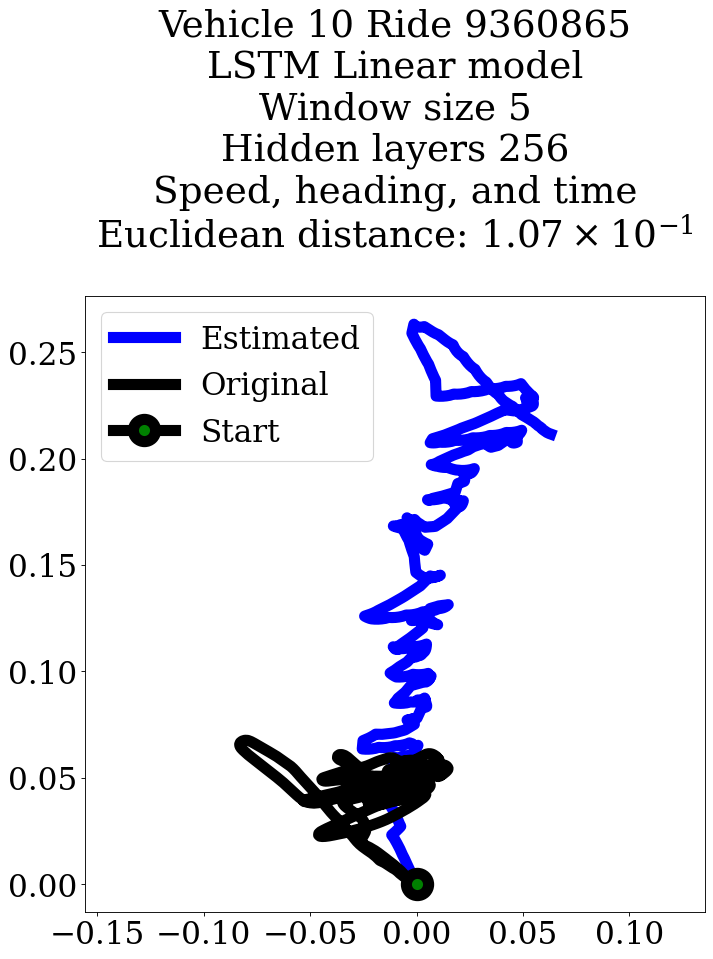 Vehicle 10 Ride 9360865
LSTM Linear model
Window size 5
Hidden layers 256
Speed, heading, and time
Euclidean distance: 1.07 × 10⁻¹
Estimated
Original
Start
0.25
0.20
0.15
0.10
0.05
0.00
−0.15 −0.10 −0.05 0.00 0.05 0.10